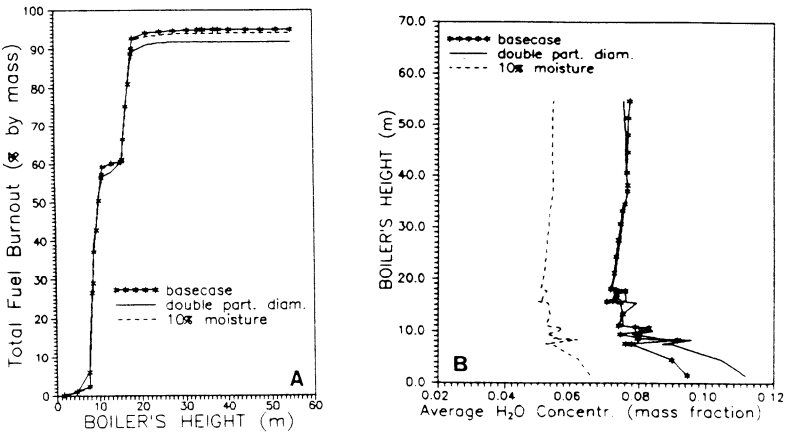 100
90
80
70
60
50
40
30
20
10
0
Total Fuel Burnout (% by mass)
basecase
double part. diam.
10% moisture
A
0 10 20 30 40 50 60
BOILER'S HEIGHT (m)
70.0
60.0
50.0
40.0
30.0
20.0
10.0
0.0
BOILER'S HEIGHT (m)
basecase
double part. diam.
10% moisture
B
0.02 0.04 0.06 0.08 0.10 0.12
Average H₂O Concentr. (mass fraction)